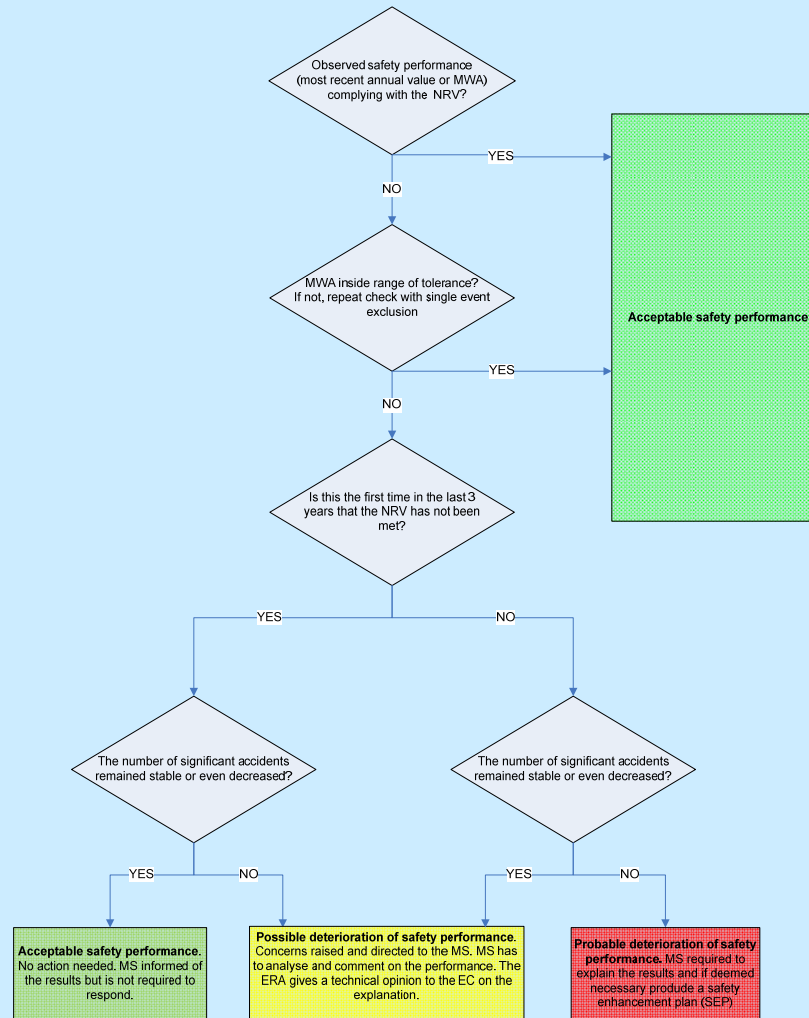 Observed safety performance
(most recent annual value or MWA)
complying with the NRV?
YES
NO
MWA inside range of tolerance?
If not, repeat check with single event
exclusion
Acceptable safety performance
YES
NO
Is this the first time in the last 3
years that the NRV has not been
met?
YES
NO
The number of significant accidents
remained stable or even decreased?
The number of significant accidents
remained stable or even decreased?
YES
NO
YES
NO
Acceptable safety performance.
No action needed. MS informed of
the results but is not required to
respond.
Possible deterioration of safety performance.
Concerns raised and directed to the MS. MS has
to analyse and comment on the performance. The
ERA gives a technical opinion to the EC on the
explanation.
Probable deterioration of safety
performance. MS required to
explain the results and if deemed
necessary produde a safety
enhancement plan (SEP)